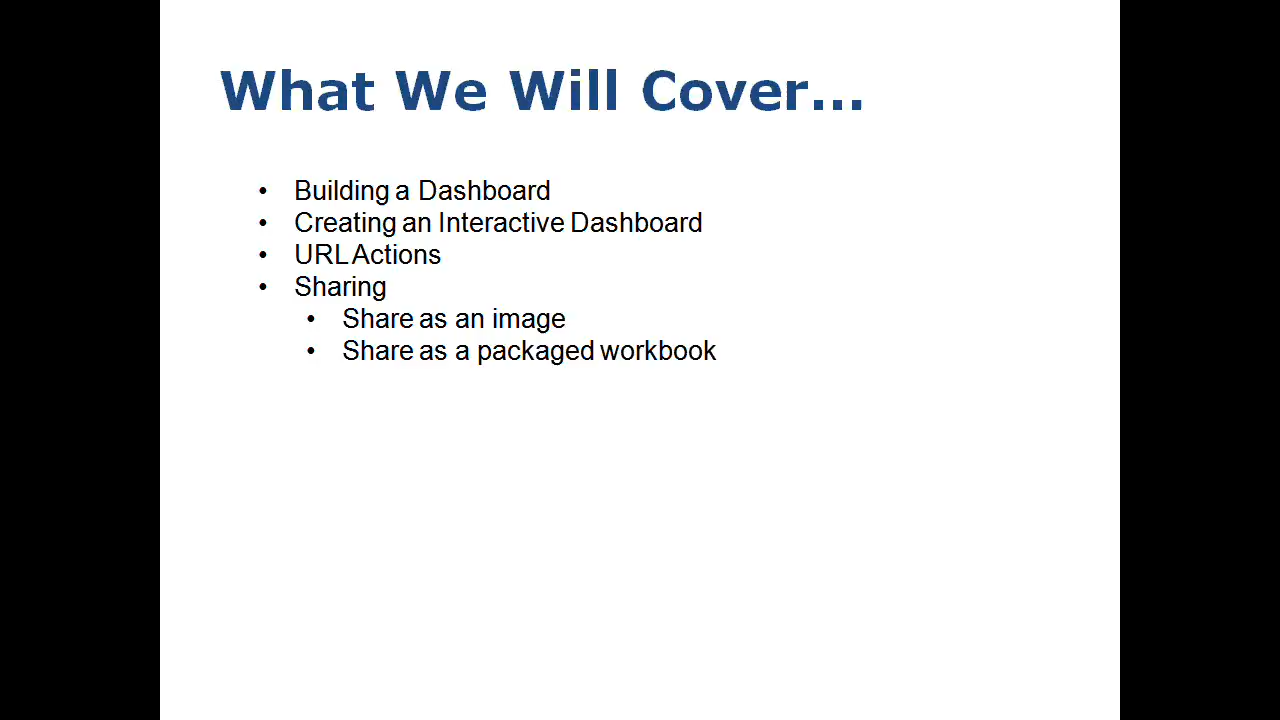 What We Will Cover...
• Building a Dashboard
• Creating an Interactive Dashboard
• URL Actions
• Sharing
• Share as an image
• Share as a packaged workbook